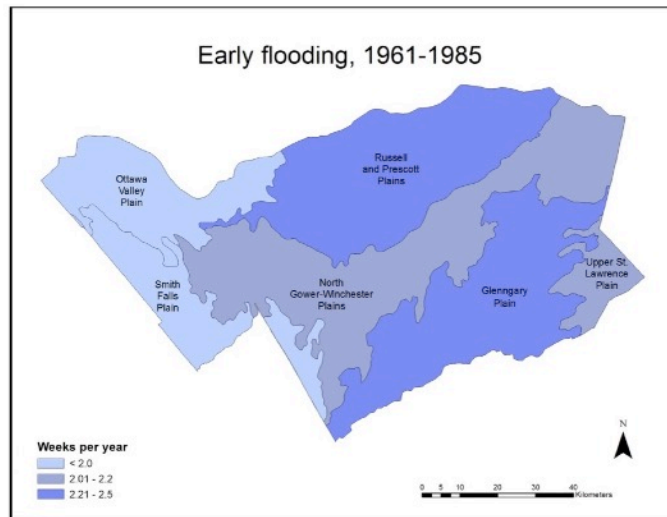 Early flooding, 1961-1985
Russell
and Prescott
Plains
Ottawa
Valley
Plain
Upper St.
Lawrence
Plain
Smith
Falls
Plain
North
Gower-Winchester
Plains
Glenngary
Plain
Weeks per year
< 2.0
2.01 - 2.2
2.21 - 2.5
N
0 5 10 20 30 40
Kilometers